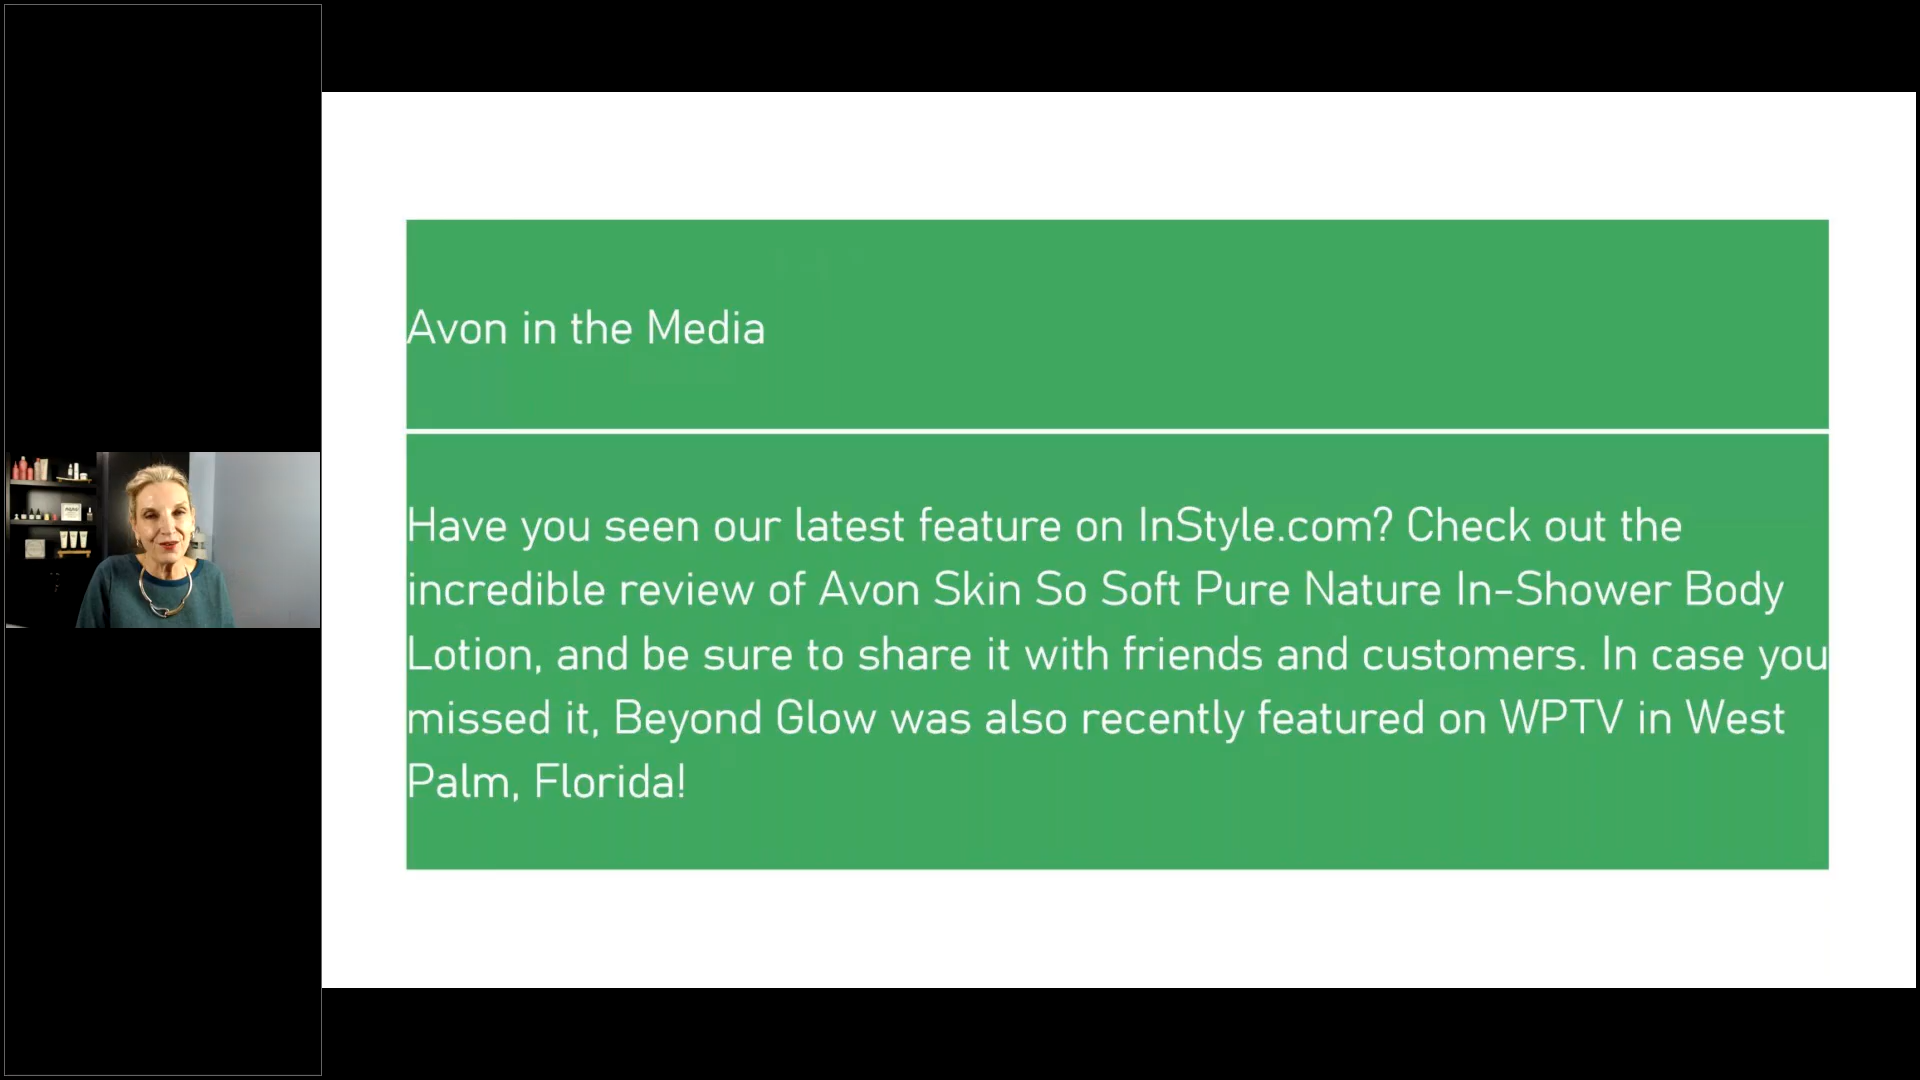 Avon in the Media
Have you seen our latest feature on InStyle.com? Check out the
incredible review of Avon Skin So Soft Pure Nature In-Shower Body
Lotion, and be sure to share it with friends and customers. In case you
missed it, Beyond Glow was also recently featured on WPTV in West
Palm, Florida!